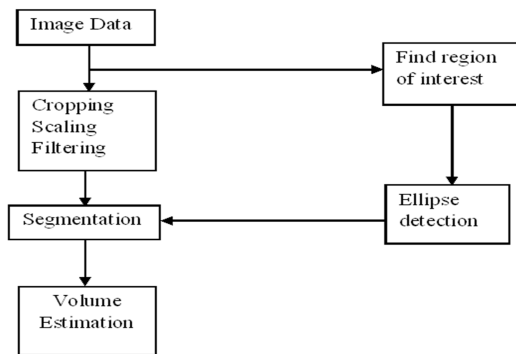 Image Data
Find region
of interest
Cropping
Scaling
Filtering
Ellipse
detection
Segmentation
Volume
Estimation